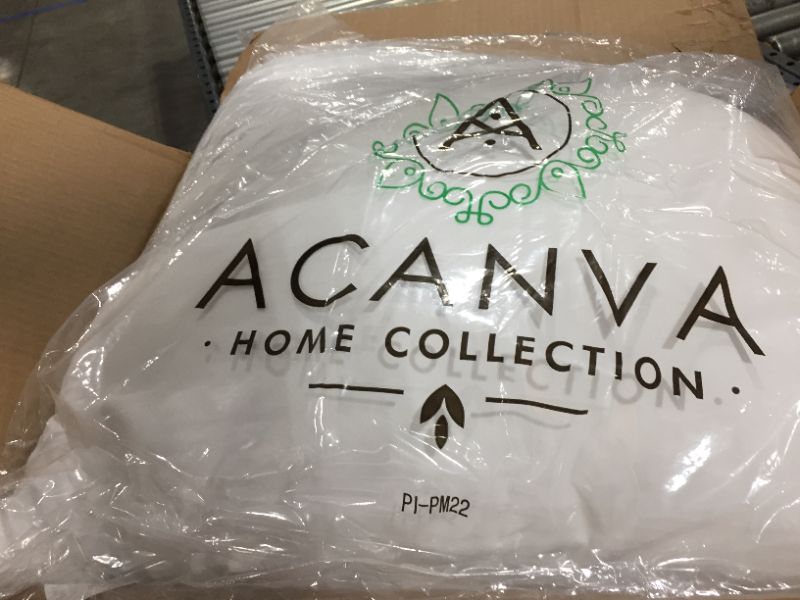 A
ACANVA
· HOME COLLECTION ·
PI-PM22